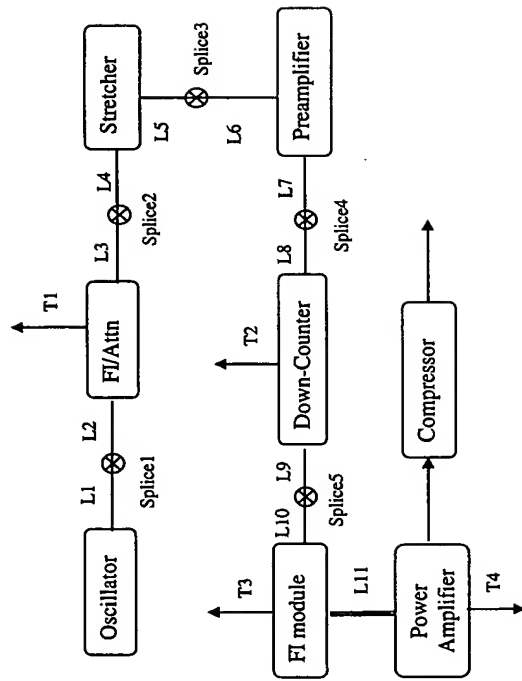 Oscillator
L1
Splice1
L2
FI/Attn
T1
L3
Splice2
L4
Stretcher
L5
Splice3
L6
Preamplifier
L7
Splice4
L8
Down-Counter
T2
L9
Splice5
L10
FI module
T3
L11
Power
Amplifier
T4
Compressor